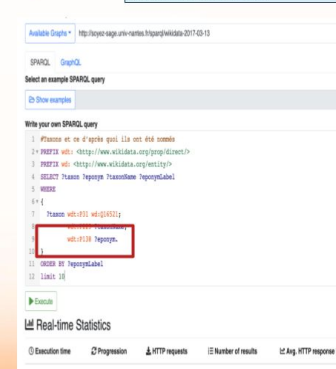 Available Graphs http://soyez-sage.univ-nantes.fr/sparql/wikidata-2017-03-13
SPARQL GraphQL
Select an example SPARQL query
Show examples
Write your own SPARQL query
1 #Taxons et ce d'après quoi ils ont été nommés
2 PREFIX wdt: <http://www.wikidata.org/prop/direct/>
3 PREFIX wd: <http://www.wikidata.org/entity/>
4 SELECT ?taxon ?eponym ?taxonName ?eponymLabel
5 WHERE
6 {
7 ?taxon wdt:P31 wd:Q16521;
8 ?taxonName;
9 wdt:P138 ?eponym.
10 }
11 ORDER BY ?eponymLabel
12 limit 10
Execute
Real-time Statistics
Execution time Progression HTTP requests Number of results Avg. HTTP response